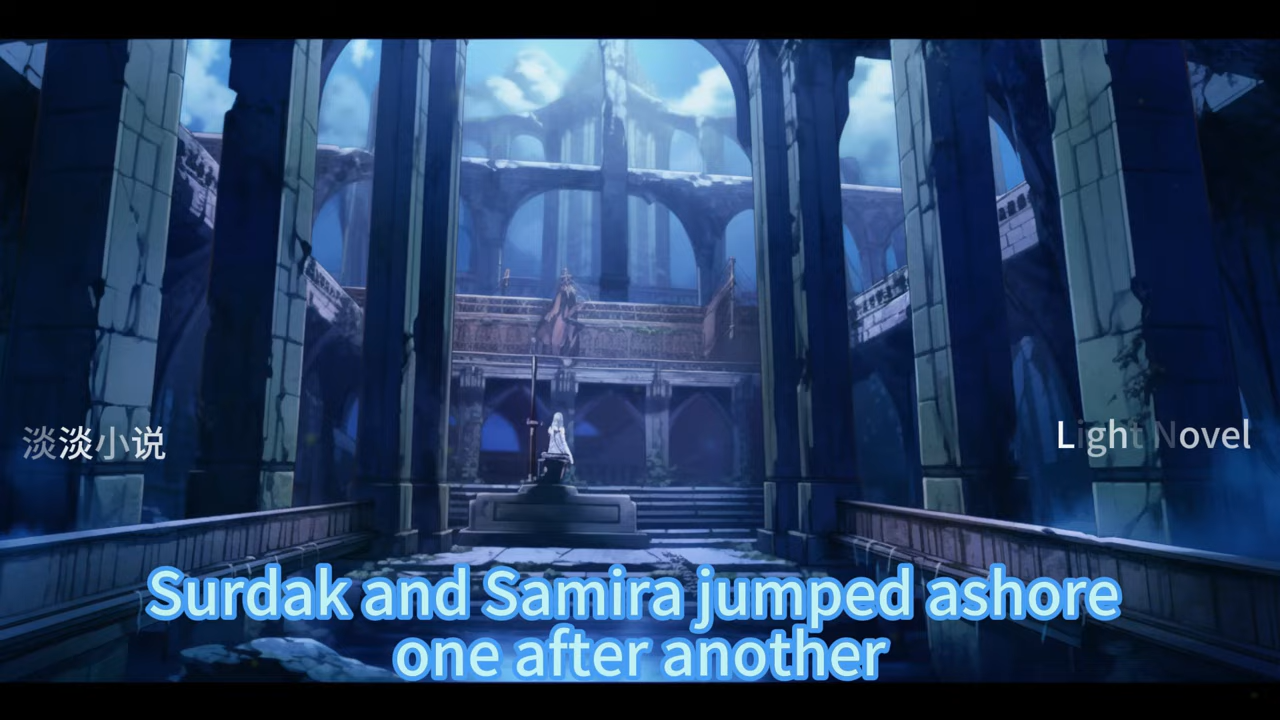 淡淡小说
Light Novel
Surdak and Samira jumped ashore
one after another